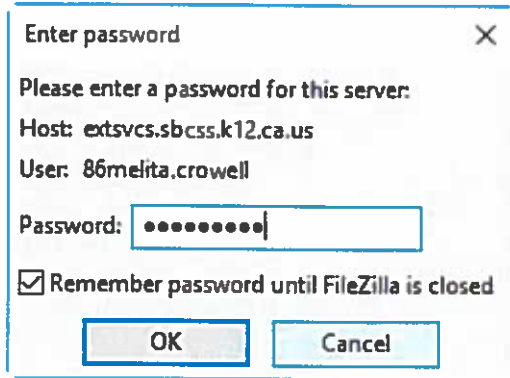 Enter password
Please enter a password for this server:
Host: extsvcs.sbcss.k12.ca.us
User: 86melita.crowell
Password: ●●●●●●●●●
Remember password until FileZilla is closed
OK Cancel